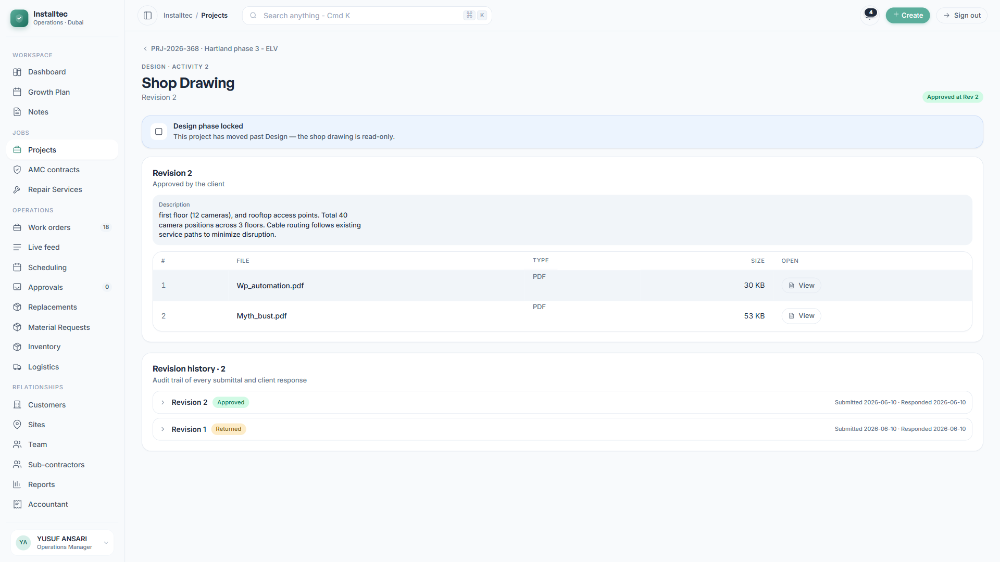 Installtec
Operations · Dubai
WORKSPACE
Dashboard
Growth Plan
Notes
JOBS
Projects
AMC contracts
Repair Services
OPERATIONS
Work orders 18
Live feed
Scheduling
Approvals 0
Replacements
Material Requests
Inventory
Logistics
RELATIONSHIPS
Customers
Sites
Team
Sub-contractors
Reports
Accountant
YA
YUSUF ANSARI
Operations Manager
Installtec / Projects
Search anything - Cmd K ⌘ K
4
+ Create
Sign out
PRJ-2026-368 · Hartland phase 3 - ELV
DESIGN · ACTIVITY 2
Shop Drawing
Revision 2
Approved at Rev 2
Design phase locked
This project has moved past Design — the shop drawing is read-only.
Revision 2
Approved by the client
Description
first floor (12 cameras), and rooftop access points. Total 40
camera positions across 3 floors. Cable routing follows existing
service paths to minimize disruption.
# FILE TYPE SIZE OPEN
1 Wp_automation.pdf PDF 30 KB View
2 Myth_bust.pdf PDF 53 KB View
Revision history · 2
Audit trail of every submittal and client response
Revision 2 Approved Submitted 2026-06-10 · Responded 2026-06-10
Revision 1 Returned Submitted 2026-06-10 · Responded 2026-06-10